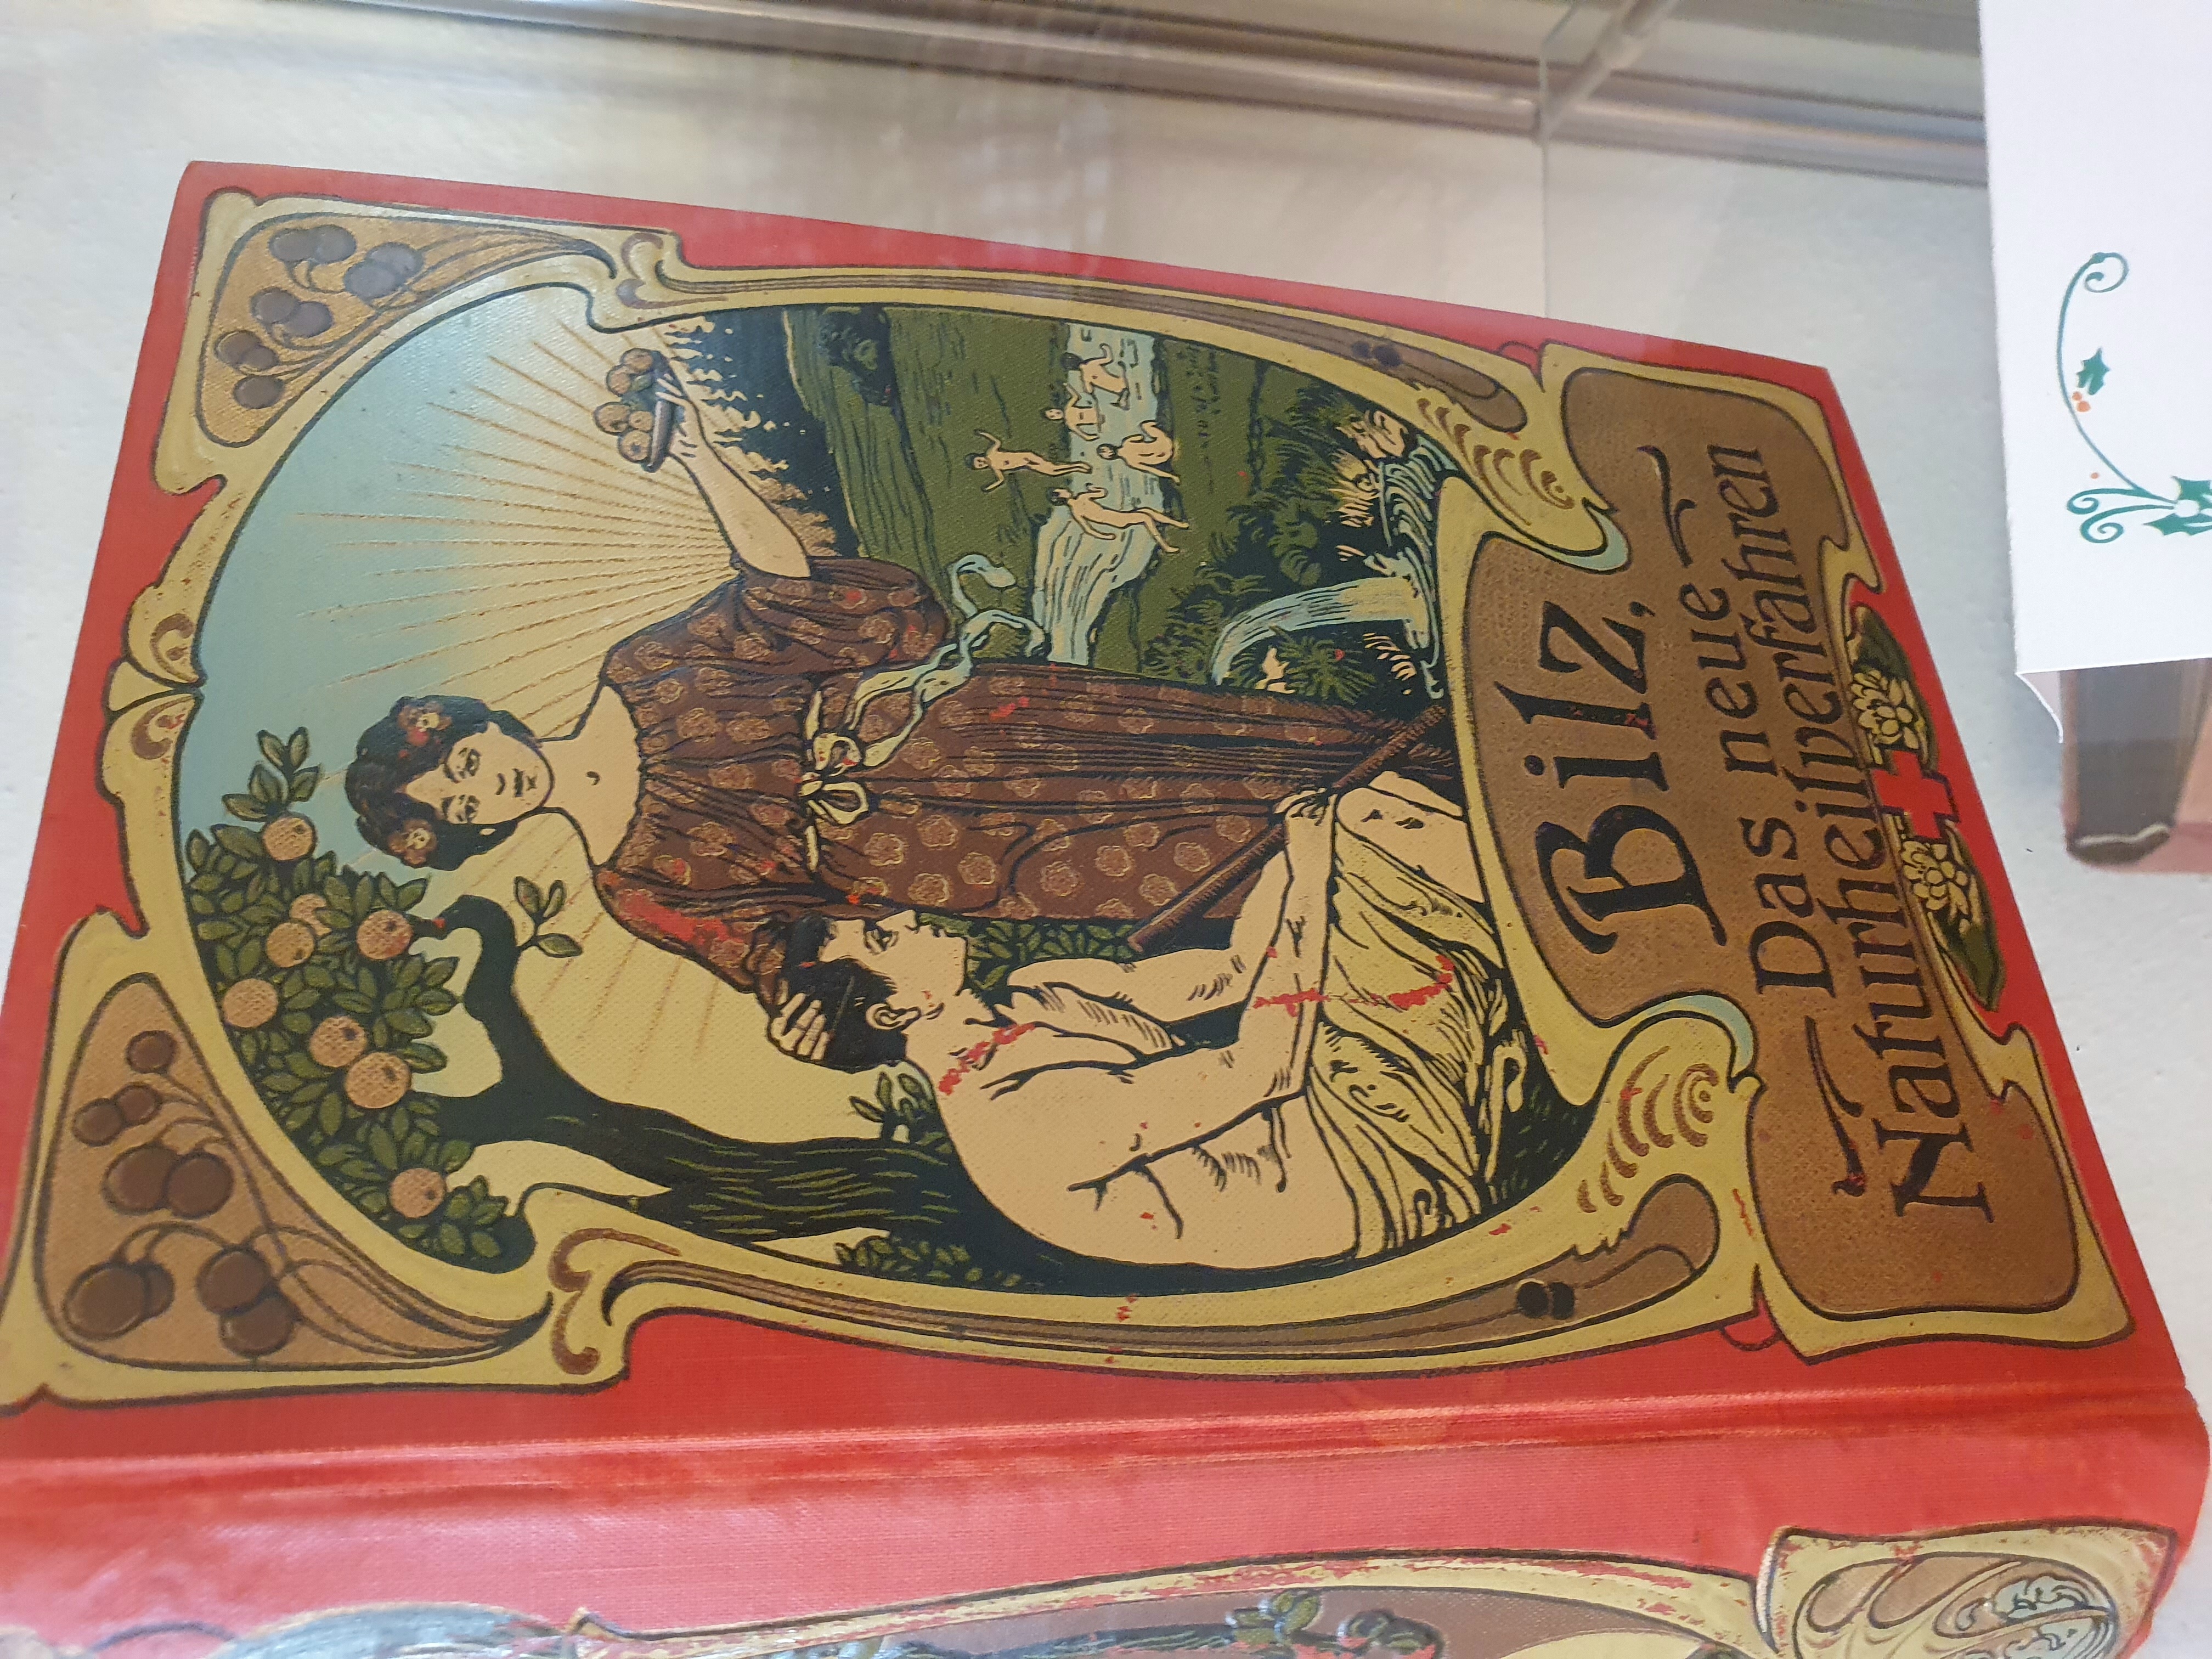 Bilz,
Das neue
Naturheilverfahren